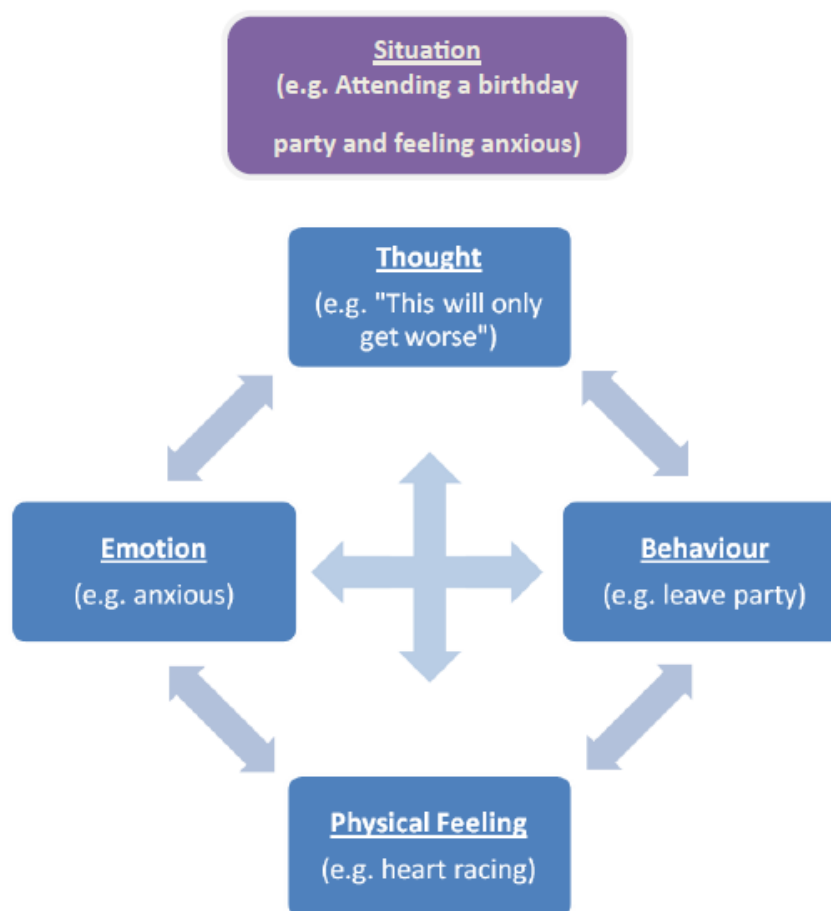 Situation
(e.g. Attending a birthday
party and feeling anxious)
Thought
(e.g. "This will only
get worse")
Emotion
(e.g. anxious)
Behaviour
(e.g. leave party)
Physical Feeling
(e.g. heart racing)